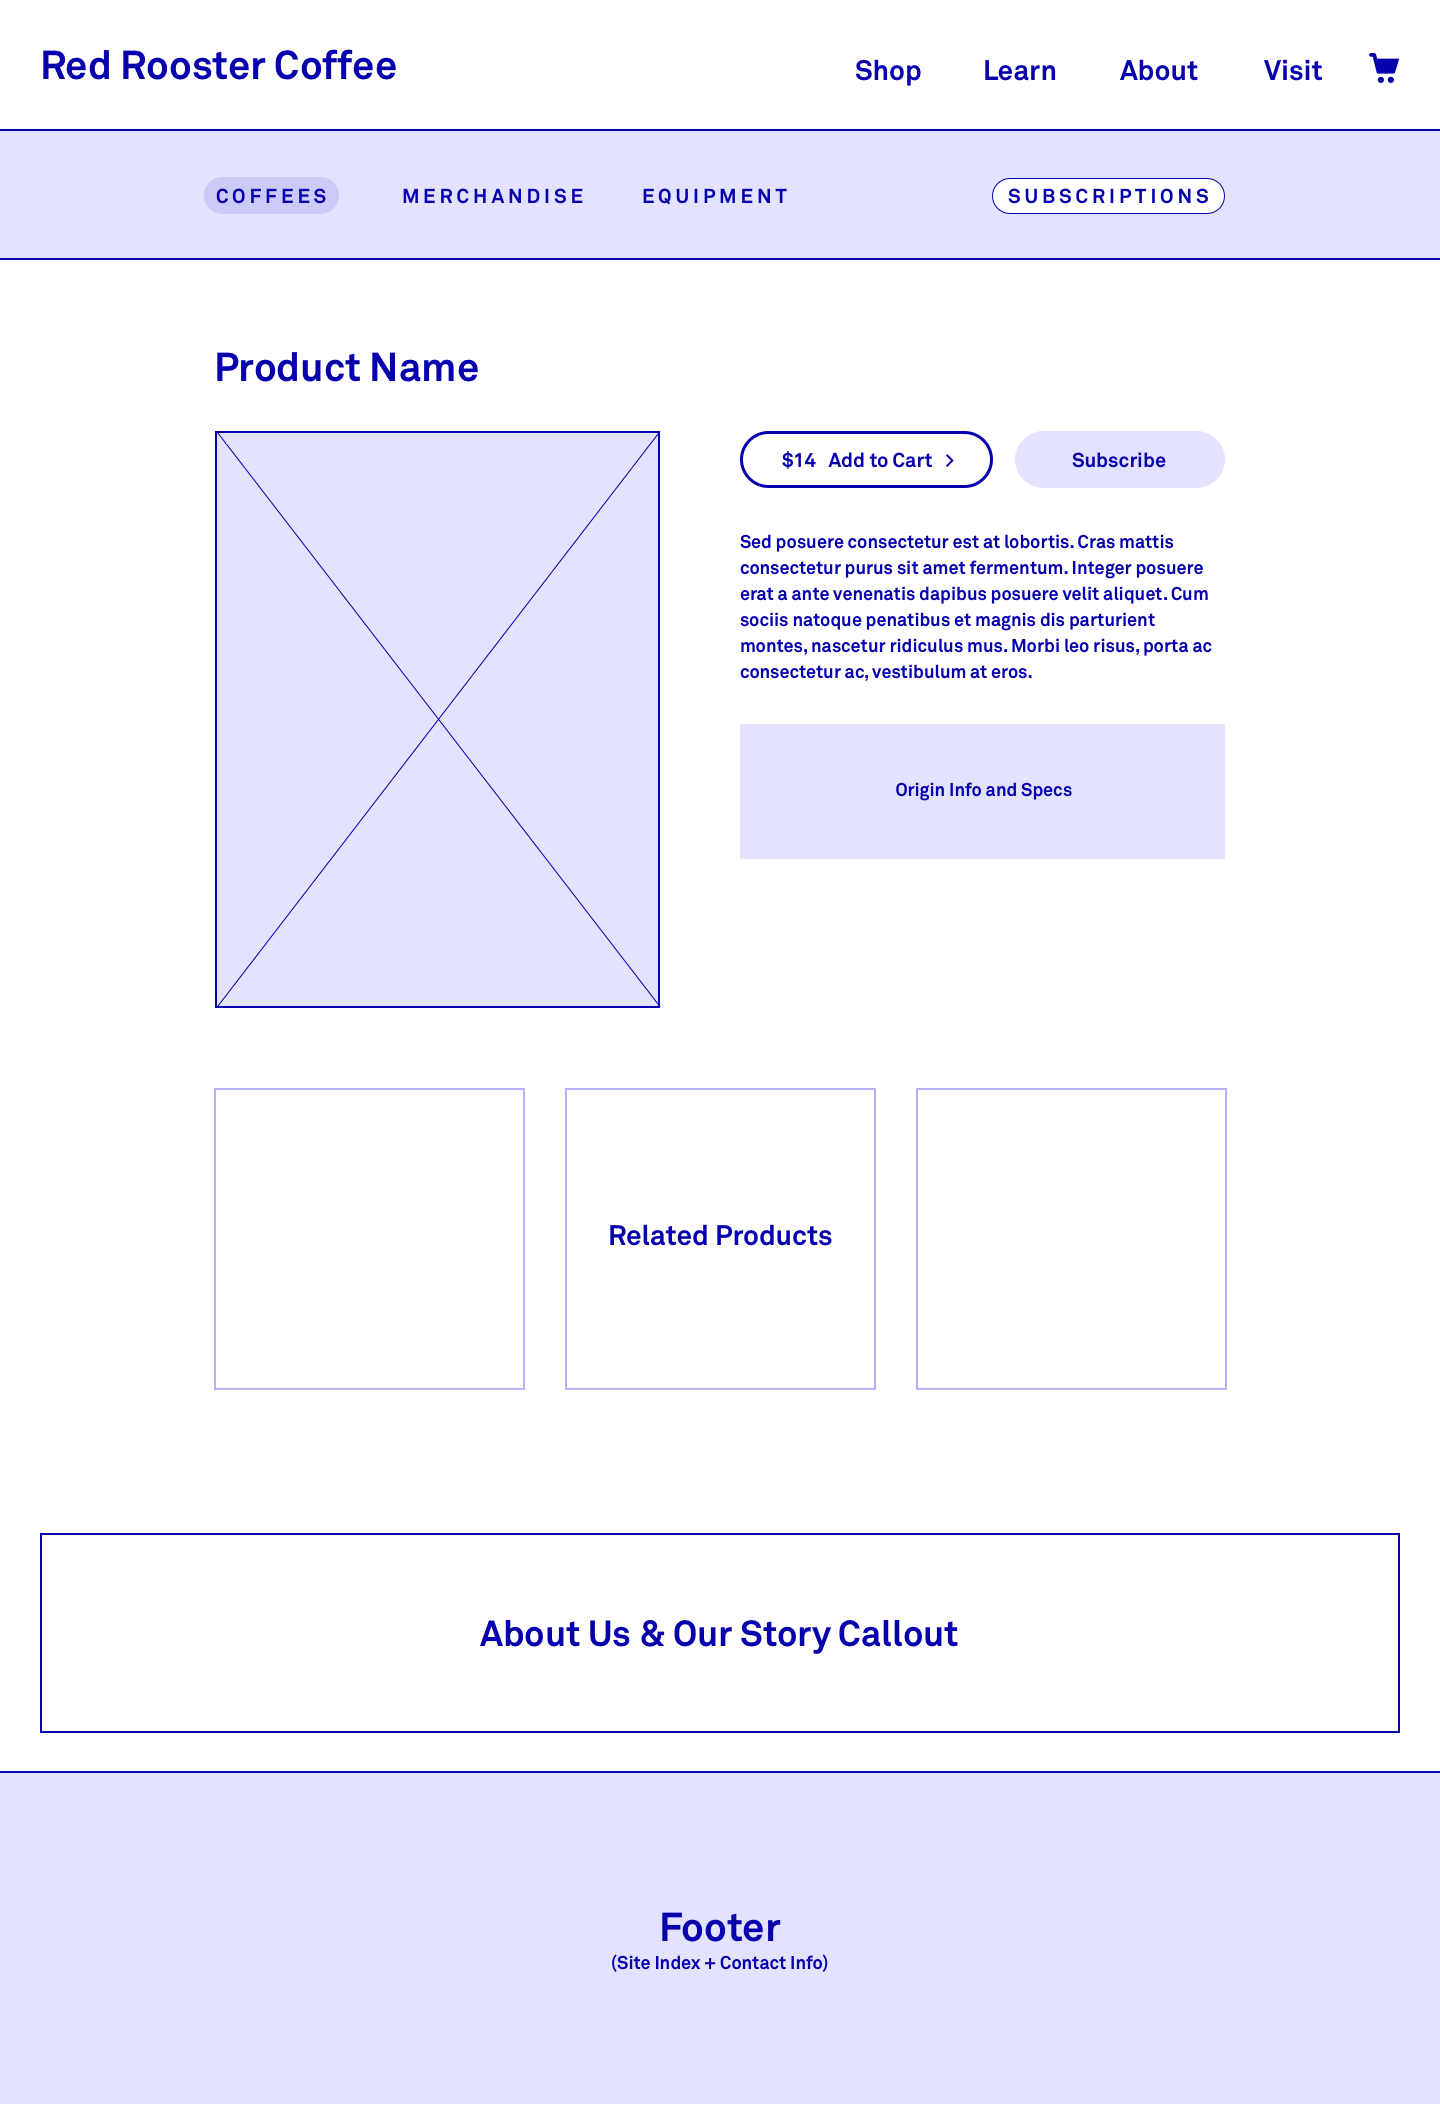 Red Rooster Coffee
Shop Learn About Visit
COFFEES MERCHANDISE EQUIPMENT SUBSCRIPTIONS
Product Name
$14 Add to Cart >
Subscribe
Sed posuere consectetur est at lobortis. Cras mattis
consectetur purus sit amet fermentum. Integer posuere
erat a ante venenatis dapibus posuere velit aliquet. Cum
sociis natoque penatibus et magnis dis parturient
montes, nascetur ridiculus mus. Morbi leo risus, porta ac
consectetur ac, vestibulum at eros.
Origin Info and Specs
Related Products
About Us & Our Story Callout
Footer
(Site Index + Contact Info)